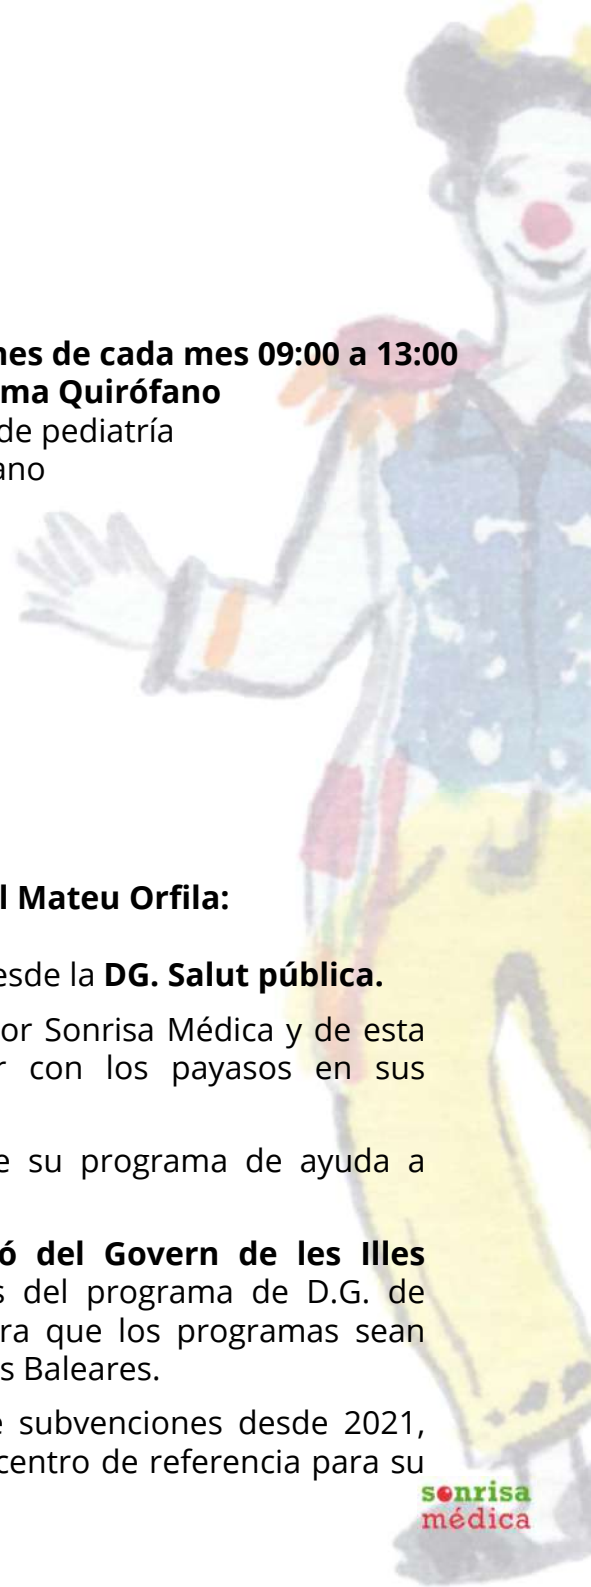 nes de cada mes 09:00 a 13:00
ma Quirófano
de pediatría
ano
l Mateu Orfila:
esde la DG. Salut pública.
or Sonrisa Médica y de esta
r con los payasos en sus
e su programa de ayuda a
ó del Govern de les Illes
s del programa de D.G. de
ra que los programas sean
s Baleares.
e subvenciones desde 2021,
centro de referencia para su
sonrisa
médica